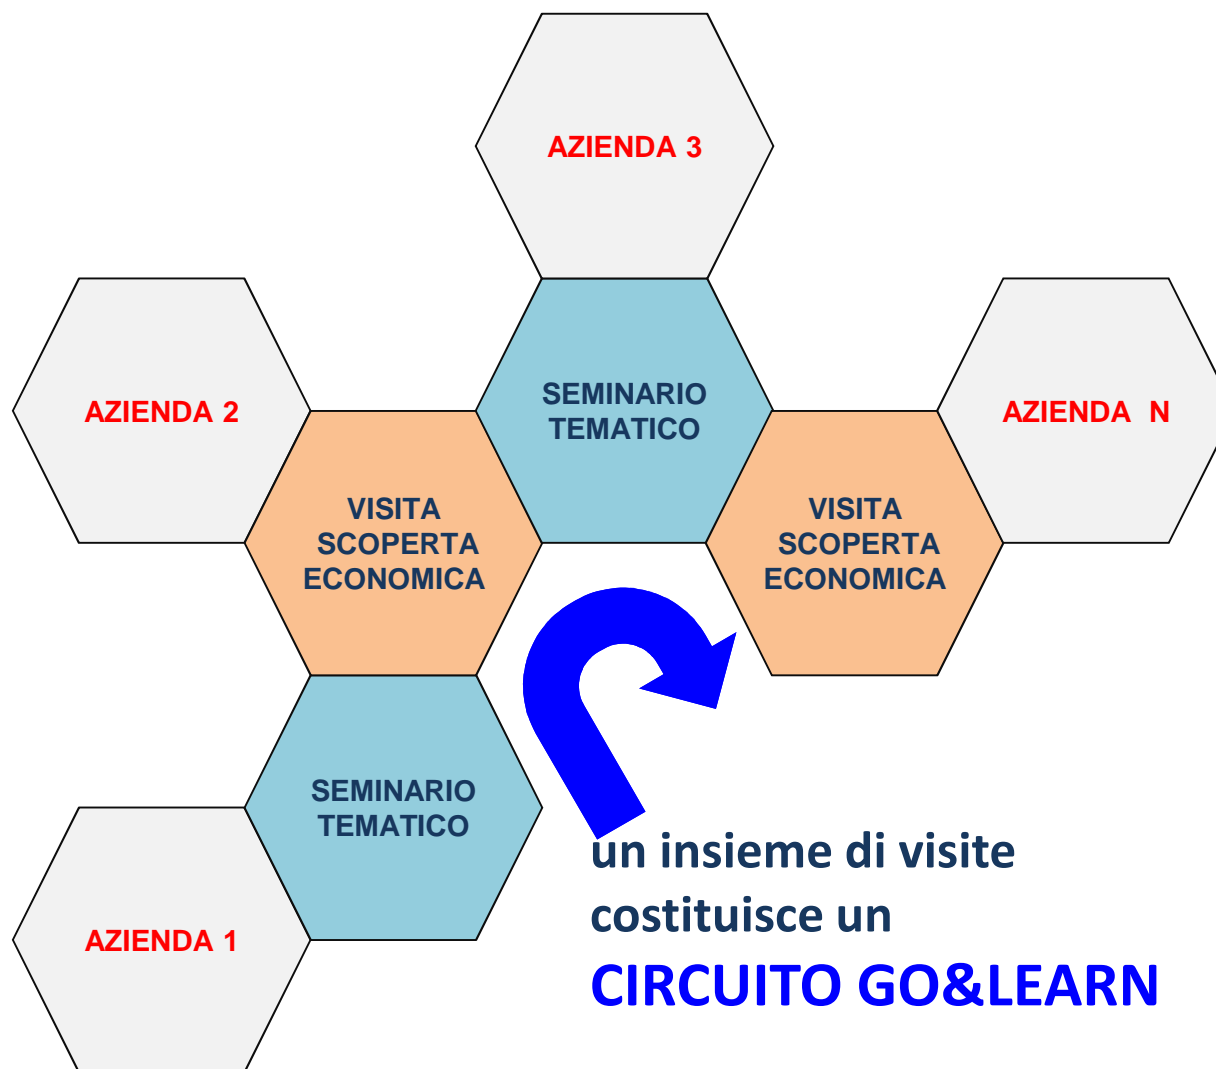 AZIENDA 3
SEMINARIO
TEMATICO
AZIENDA 2
AZIENDA N
VISITA
SCOPERTA
ECONOMICA
VISITA
SCOPERTA
ECONOMICA
SEMINARIO
TEMATICO
AZIENDA 1
un insieme di visite
costituisce un
CIRCUITO GO&LEARN